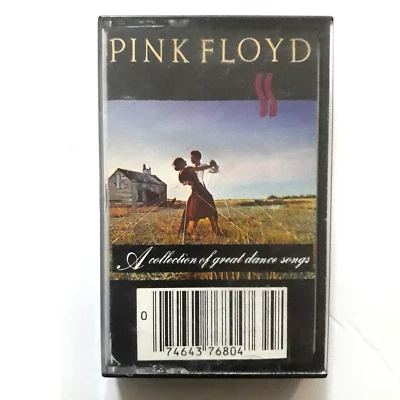 PINK FLOYD
A collection of great dance songs
0
74643 76804